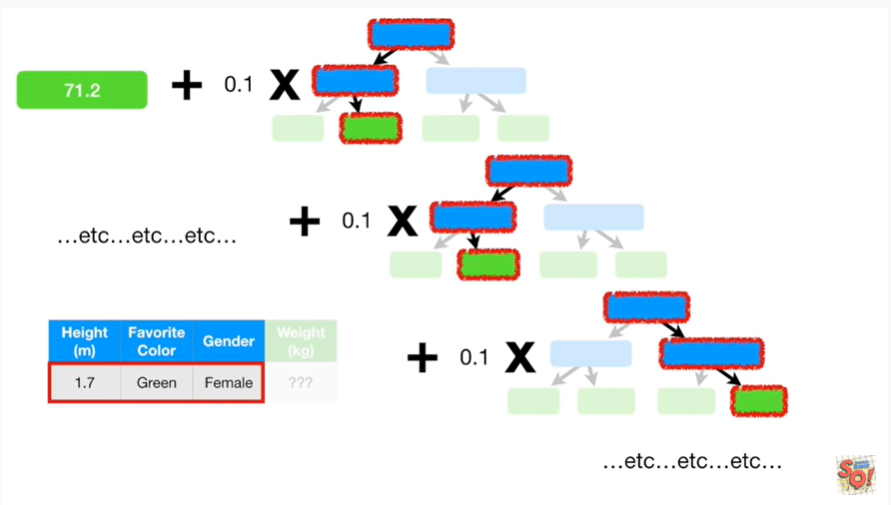 71.2 + 0.1 X
+ 0.1 X
…etc…etc…etc…
Height (m) Favorite Color Gender Weight (kg)
1.7 Green Female ???
+ 0.1 X
…etc…etc…etc…
SQ!